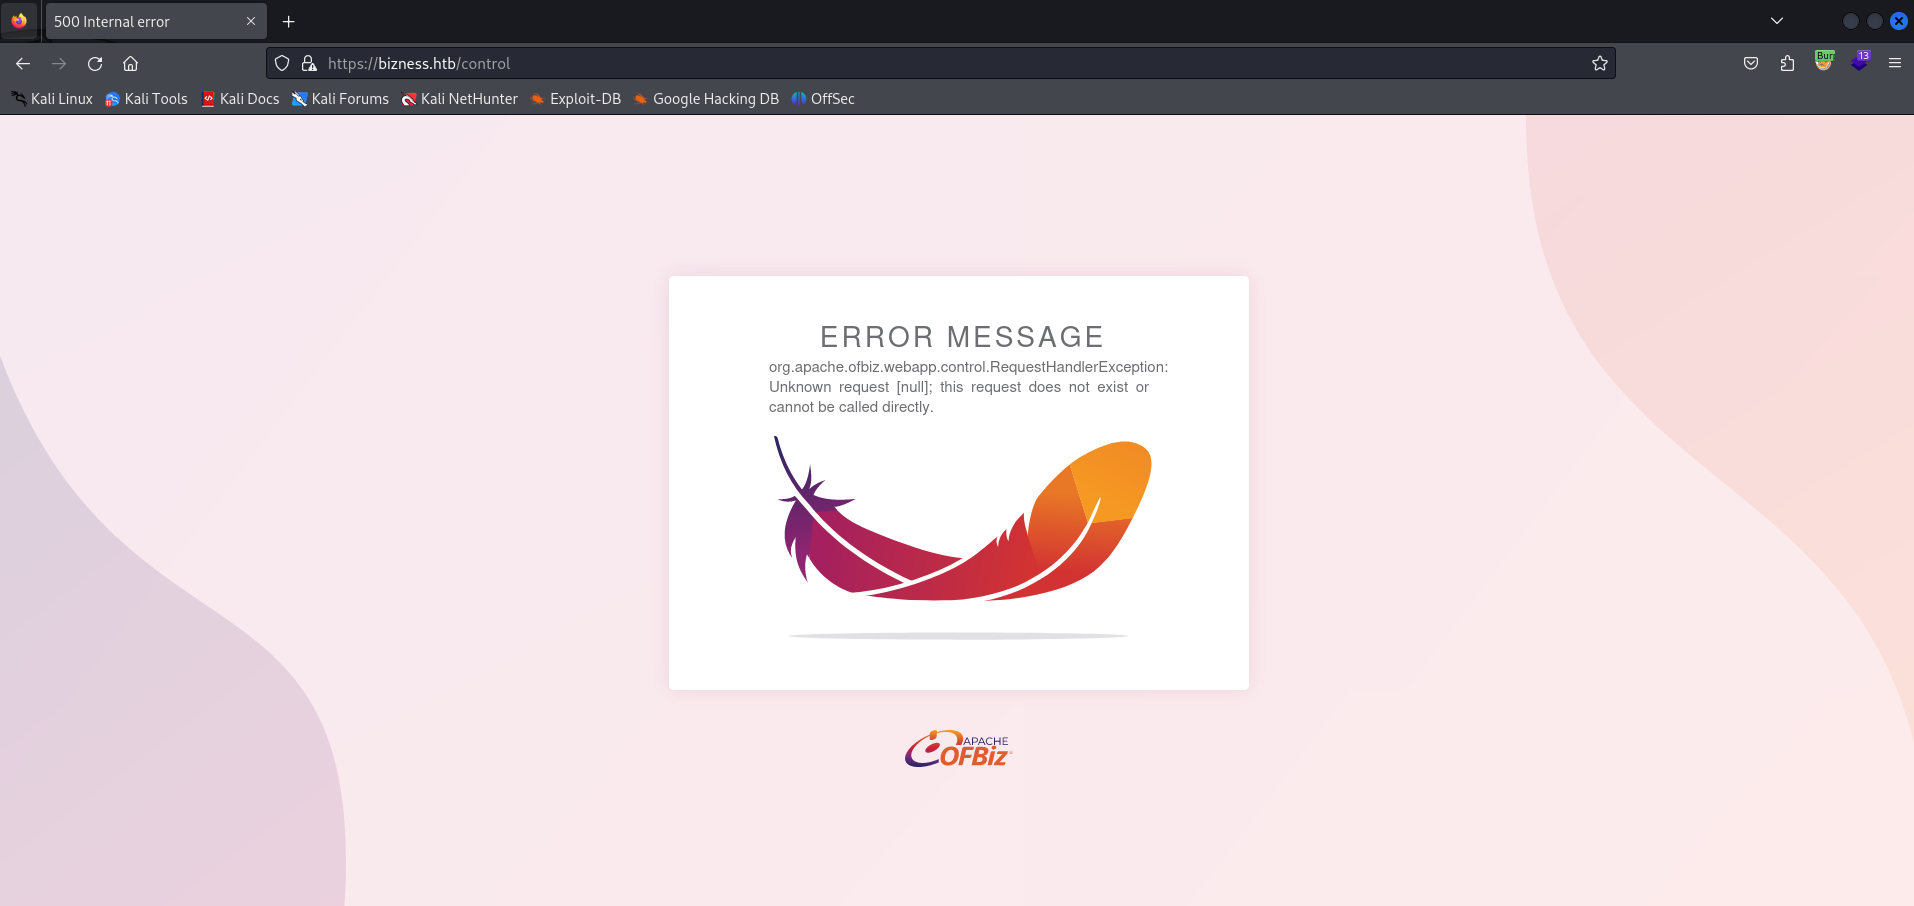 500 Internal error
https://bizness.htb/control
Burp
13
Kali Linux
Kali Tools
Kali Docs
Kali Forums
Kali NetHunter
Exploit-DB
Google Hacking DB
OffSec
ERROR MESSAGE
org.apache.ofbiz.webapp.control.RequestHandlerException:
Unknown request [null]; this request does not exist or
cannot be called directly.
APACHE
OFBiz